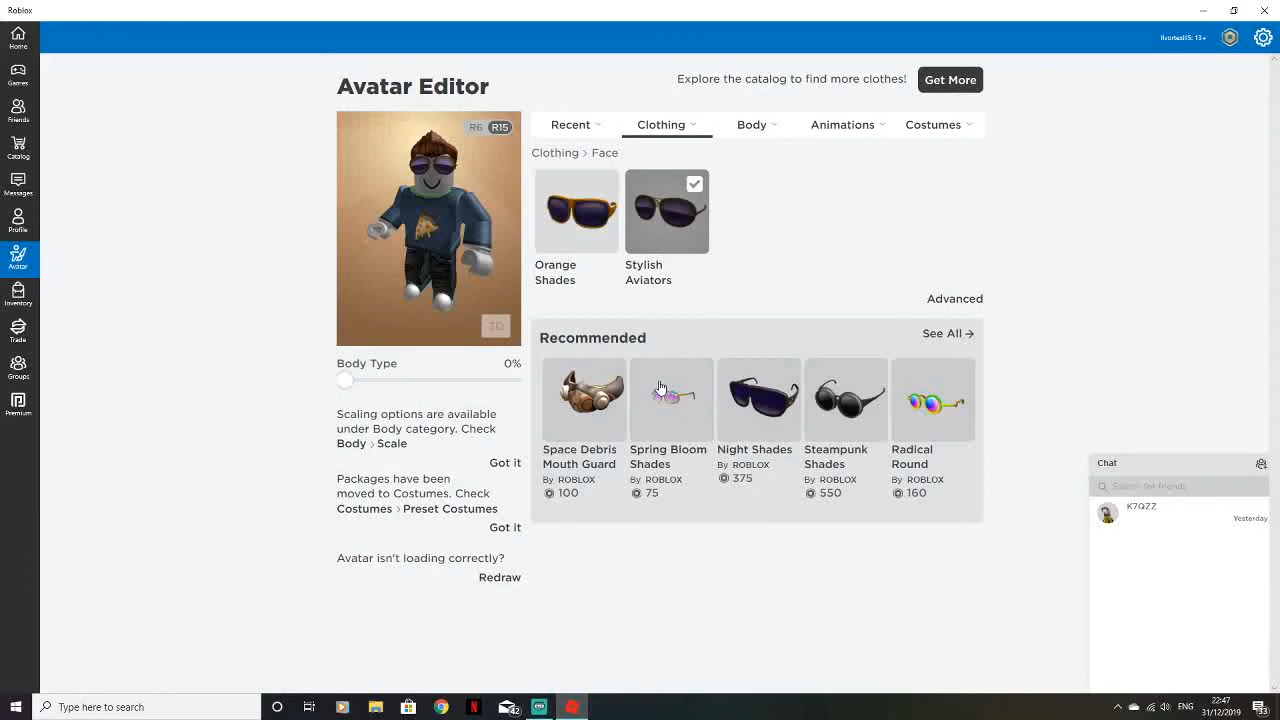 Roblox
Home
Games
Friends
Catalog
Messages
Profile
Avatar
Inventory
Trade
Groups
Premium
Avatar Editor
Explore the catalog to find more clothes!
Get More
R6 R15
3D
Recent
Clothing
Body
Animations
Costumes
Clothing > Face
Orange
Shades
Stylish
Aviators
Advanced
Recommended
See All
Space Debris
Mouth Guard
By ROBLOX
100
Spring Bloom
Shades
By ROBLOX
75
Night Shades
By ROBLOX
375
Steampunk
Shades
By ROBLOX
550
Radical
Round
By ROBLOX
160
Body Type 0%
Scaling options are available
under Body category. Check
Body > Scale
Got it
Packages have been
moved to Costumes. Check
Costumes > Preset Costumes
Got it
Avatar isn't loading correctly?
Redraw
Chat
Search for friends
K7QZZ
Yesterday
Type here to search
42
ENG
22:47
31/12/2019